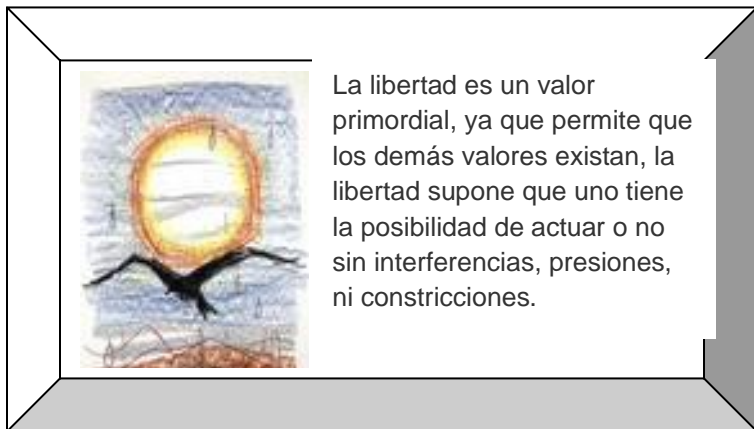 La libertad es un valor
primordial, ya que permite que
los demás valores existan, la
libertad supone que uno tiene
la posibilidad de actuar o no
sin interferencias, presiones,
ni constricciones.